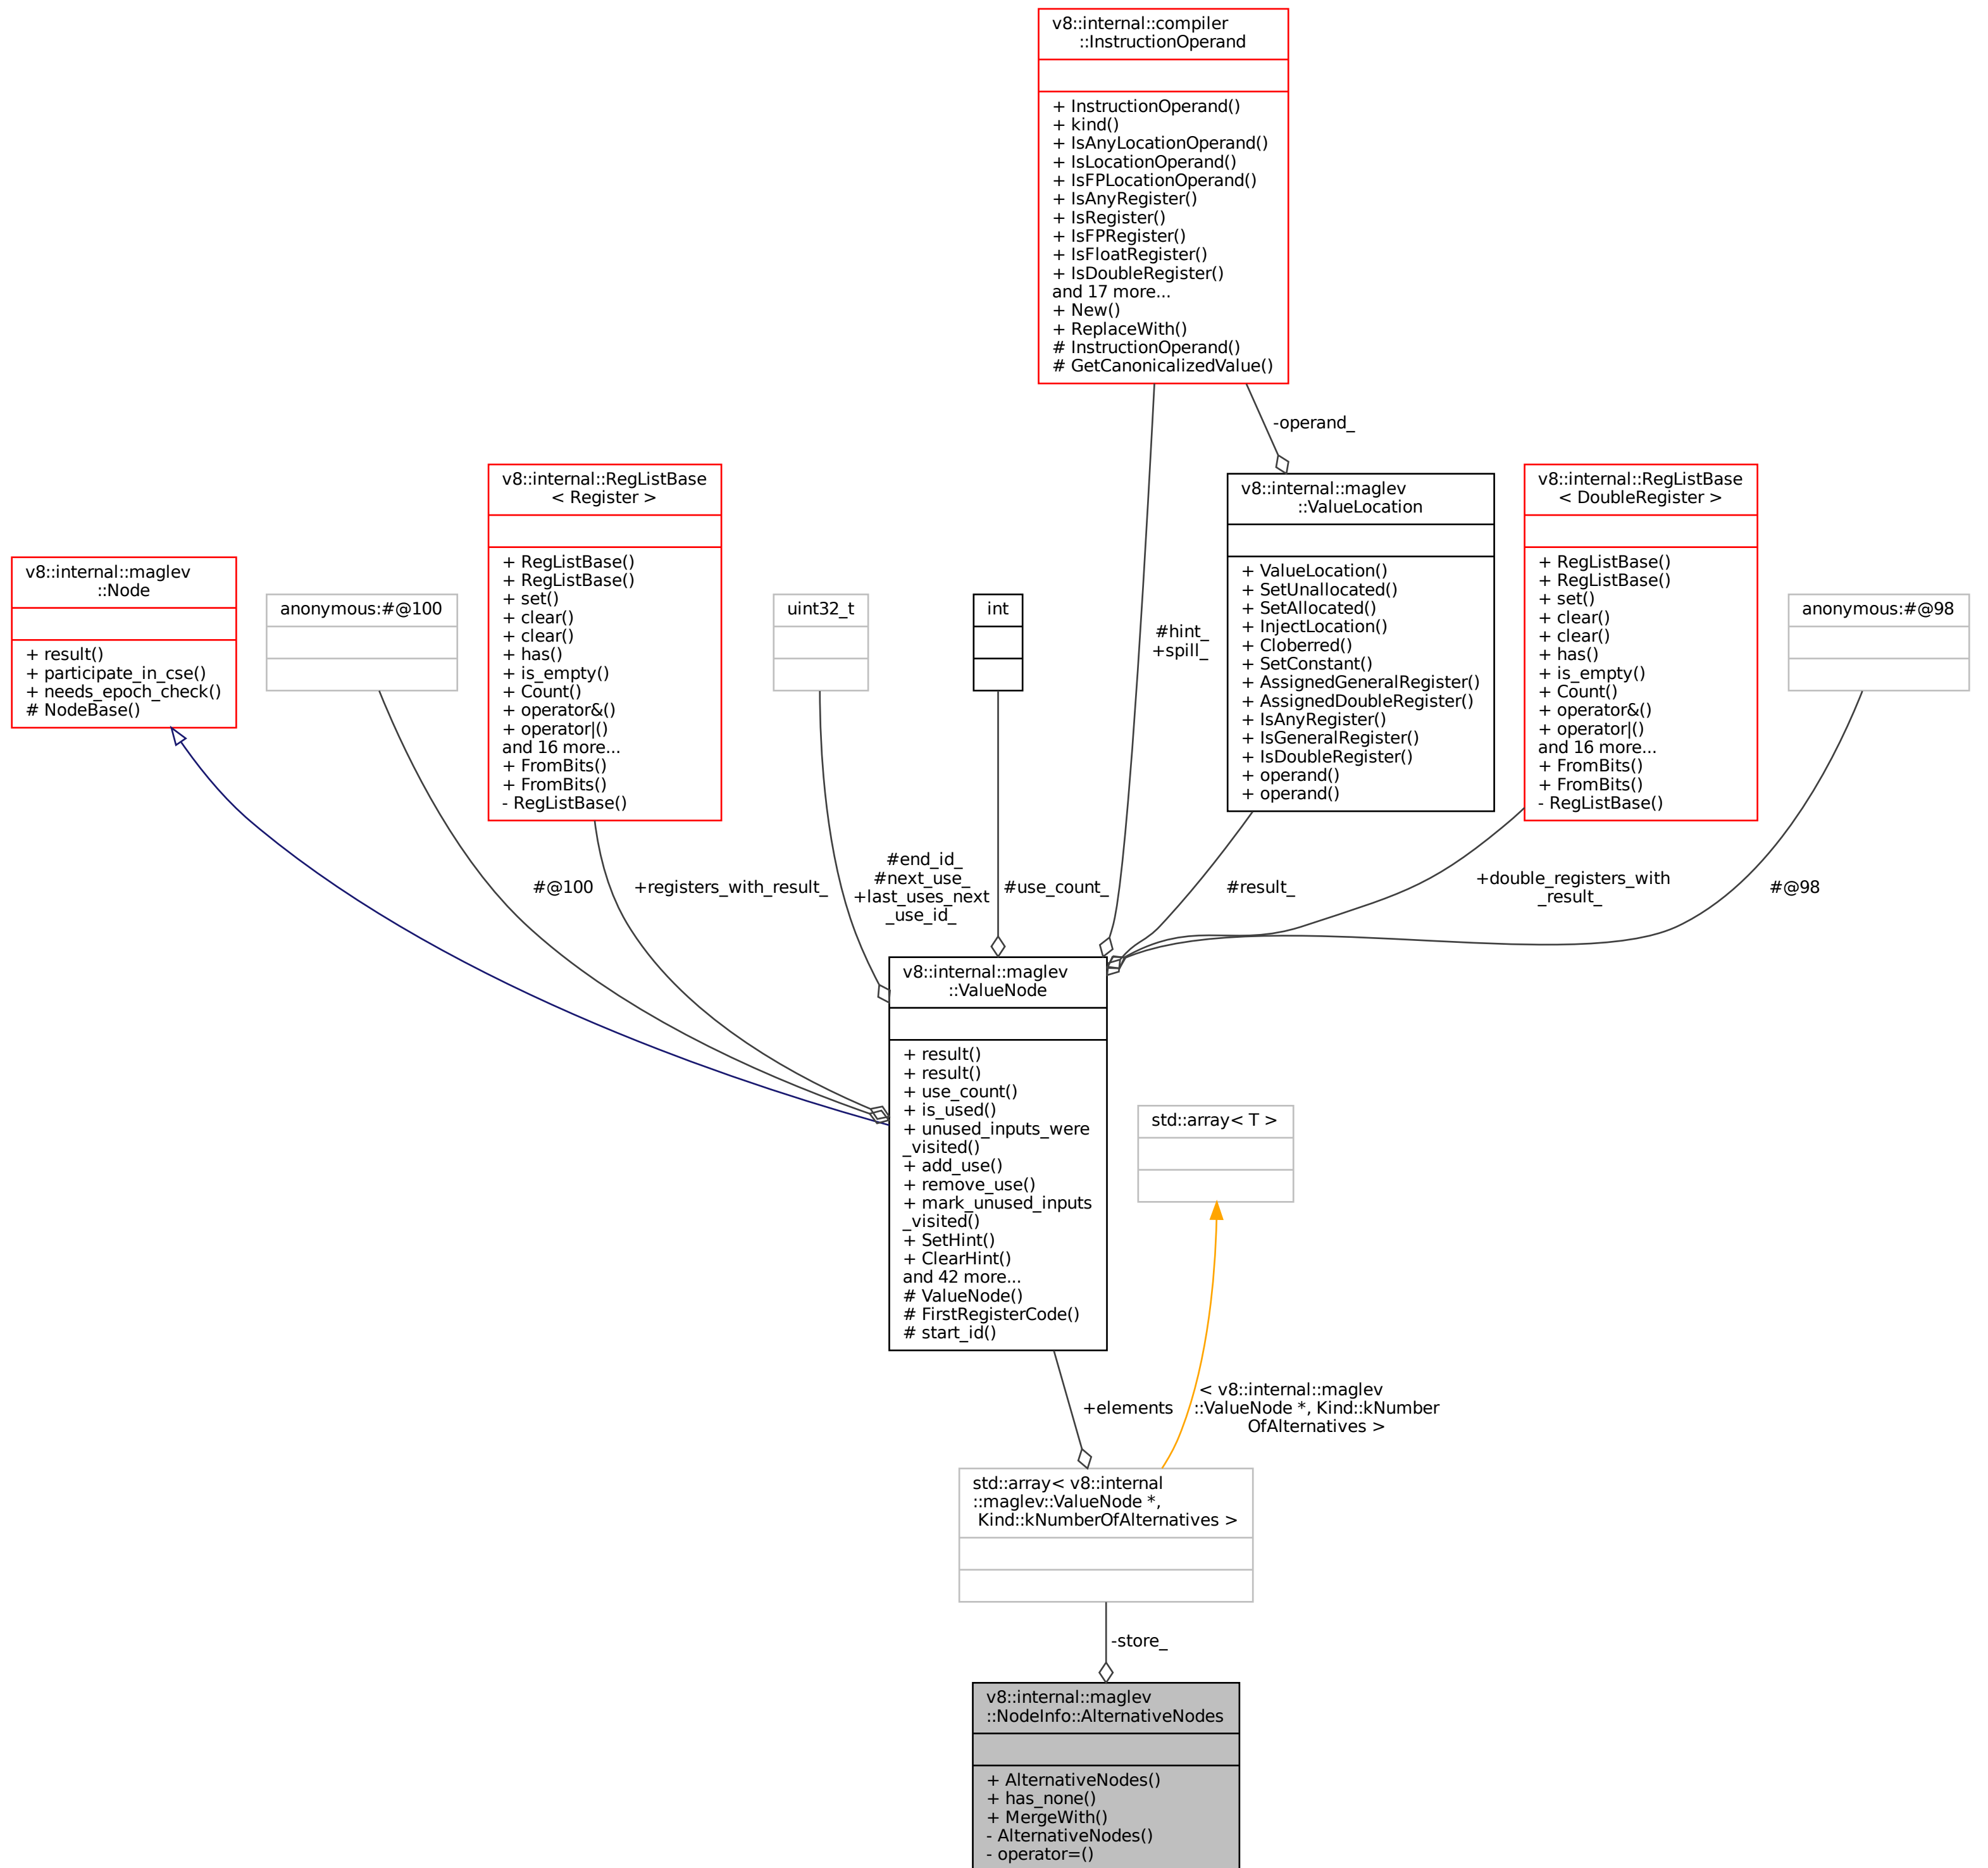 v8::internal::compiler
::InstructionOperand
+ InstructionOperand()
+ kind()
+ IsAnyLocationOperand()
+ IsLocationOperand()
+ IsFPLocationOperand()
+ IsAnyRegister()
+ IsRegister()
+ IsFPRegister()
+ IsFloatRegister()
+ IsDoubleRegister()
and 17 more...
+ New()
+ ReplaceWith()
# InstructionOperand()
# GetCanonicalizedValue()
-operand_
v8::internal::maglev
::Node
+ result()
+ participate_in_cse()
+ needs_epoch_check()
# NodeBase()
anonymous:#@100
v8::internal::RegListBase
< Register >
+ RegListBase()
+ RegListBase()
+ set()
+ clear()
+ clear()
+ has()
+ is_empty()
+ Count()
+ operator&()
+ operator|()
and 16 more...
+ FromBits()
+ FromBits()
- RegListBase()
uint32_t
int
#hint_
+spill_
v8::internal::maglev
::ValueLocation
+ ValueLocation()
+ SetUnallocated()
+ SetAllocated()
+ InjectLocation()
+ Cloberred()
+ SetConstant()
+ AssignedGeneralRegister()
+ AssignedDoubleRegister()
+ IsAnyRegister()
+ IsGeneralRegister()
+ IsDoubleRegister()
+ operand()
+ operand()
v8::internal::RegListBase
< DoubleRegister >
+ RegListBase()
+ RegListBase()
+ set()
+ clear()
+ clear()
+ has()
+ is_empty()
+ Count()
+ operator&()
+ operator|()
and 16 more...
+ FromBits()
+ FromBits()
- RegListBase()
anonymous:#@98
#@100
+registers_with_result_
#end_id_
#next_use_
+last_uses_next
_use_id_
#use_count_
#result_
+double_registers_with
_result_
#@98
v8::internal::maglev
::ValueNode
+ result()
+ result()
+ use_count()
+ is_used()
+ unused_inputs_were
_visited()
+ add_use()
+ remove_use()
+ mark_unused_inputs
_visited()
+ SetHint()
+ ClearHint()
and 42 more...
# ValueNode()
# FirstRegisterCode()
# start_id()
std::array< T >
+elements
< v8::internal::maglev
::ValueNode *, Kind::kNumber
OfAlternatives >
std::array< v8::internal
::maglev::ValueNode *,
Kind::kNumberOfAlternatives >
-store_
v8::internal::maglev
::NodeInfo::AlternativeNodes
+ AlternativeNodes()
+ has_none()
+ MergeWith()
- AlternativeNodes()
- operator=()